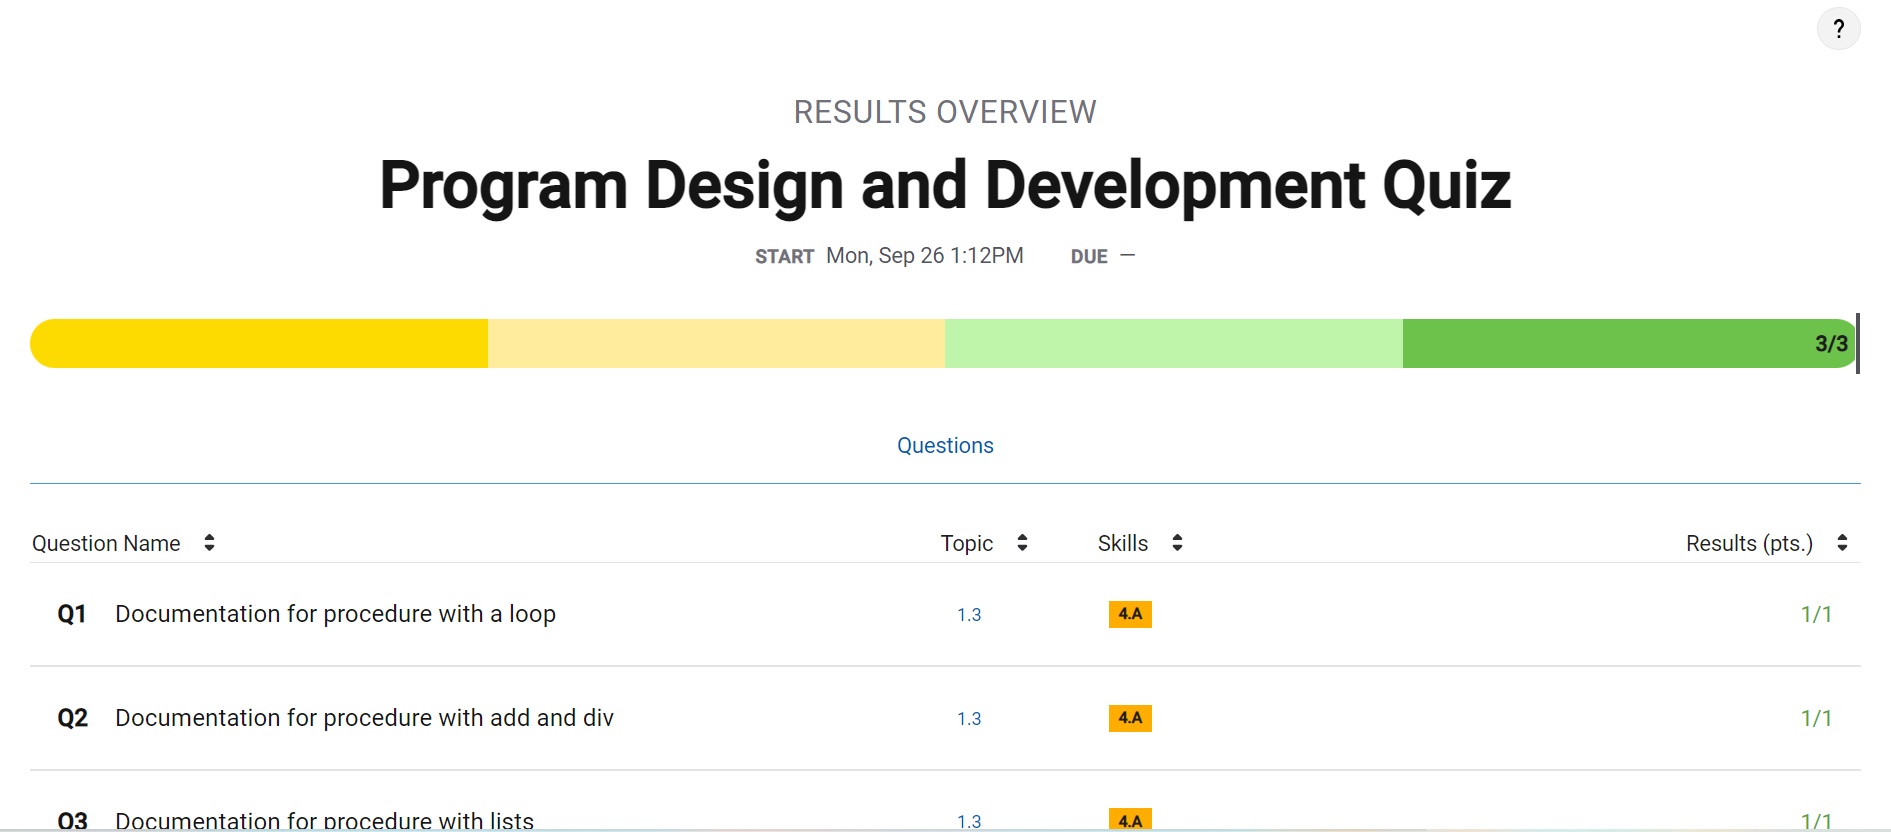 ?
RESULTS OVERVIEW
Program Design and Development Quiz
START Mon, Sep 26 1:12PM DUE —
3/3
Questions
Question Name Topic Skills Results (pts.)
Q1 Documentation for procedure with a loop 1.3 4.A 1/1
Q2 Documentation for procedure with add and div 1.3 4.A 1/1
Q3 Documentation for procedure with lists 1.3 4.A 1/1